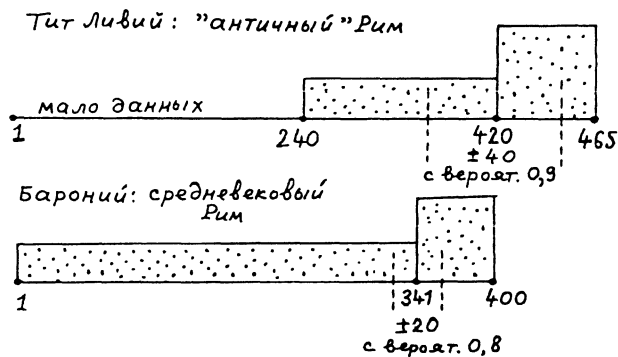 Тит Ливий: "античный" Рим
мало данных
1
240
420
465
±40
с вероят. 0,9
Бароний: средневековый
Рим
1
341
400
±20
с вероят. 0,8